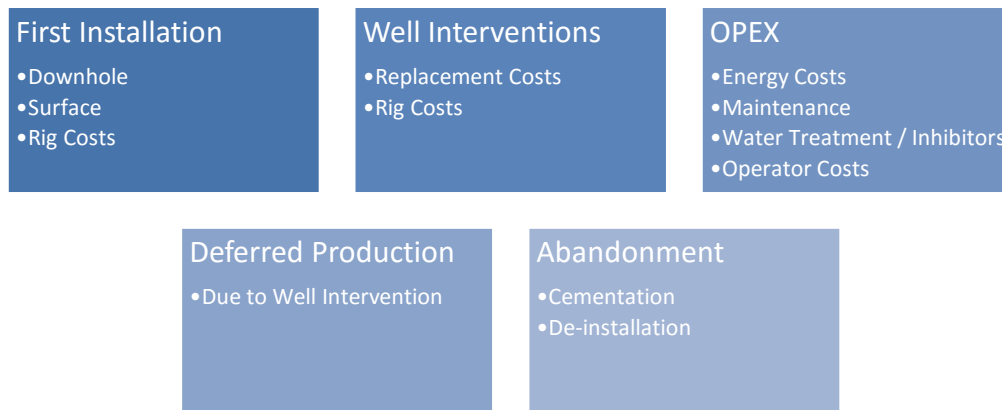 First Installation
•Downhole
•Surface
•Rig Costs
Well Interventions
•Replacement Costs
•Rig Costs
OPEX
•Energy Costs
•Maintenance
•Water Treatment / Inhibitors
•Operator Costs
Deferred Production
•Due to Well Intervention
Abandonment
•Cementation
•De-installation